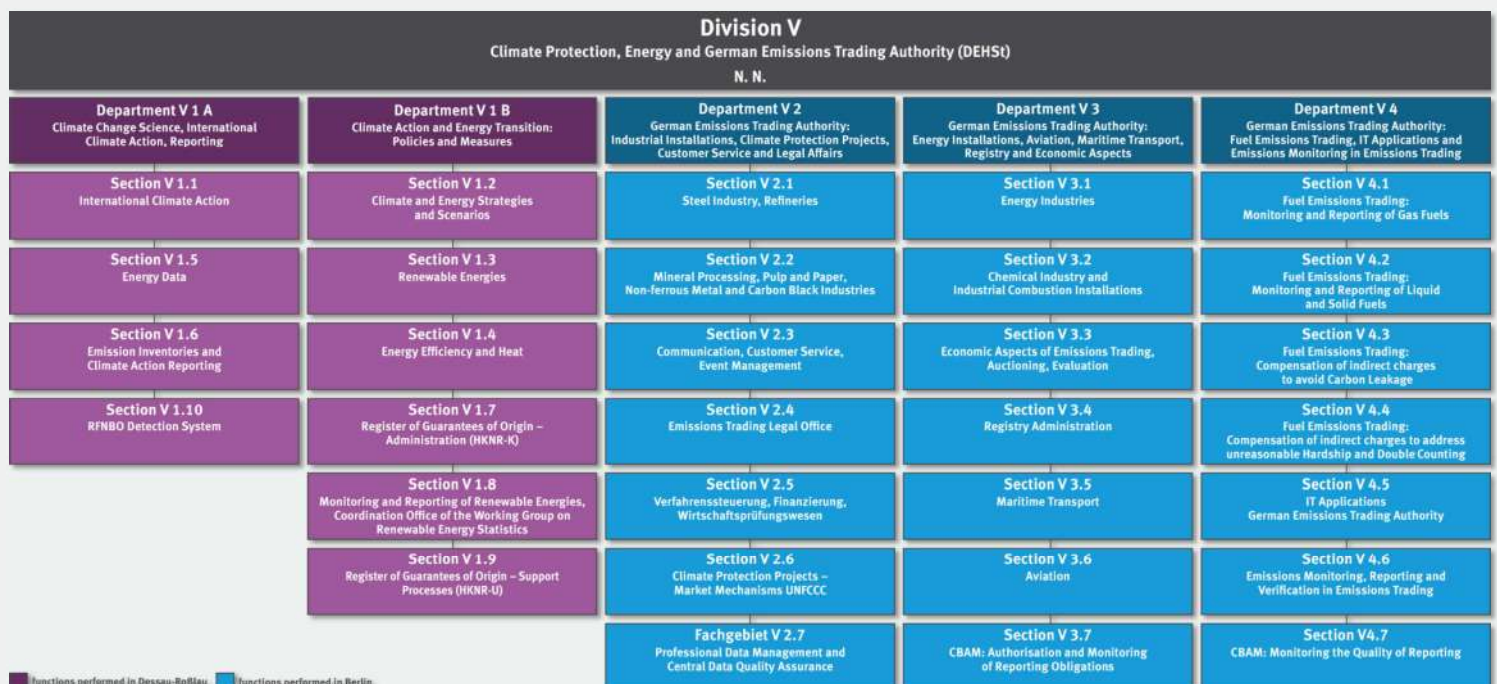 Division V
Climate Protection, Energy and German Emissions Trading Authority (DEHSt)
N. N.
Department V 1 A
Climate Change Science, International
Climate Action, Reporting
Section V 1.1
International Climate Action
Section V 1.5
Energy Data
Section V 1.6
Emission Inventories and
Climate Action Reporting
Section V 1.10
RFNBO Detection System
Department V 1 B
Climate Action and Energy Transition:
Policies and Measures
Section V 1.2
Climate and Energy Strategies
and Scenarios
Section V 1.3
Renewable Energies
Section V 1.4
Energy Efficiency and Heat
Section V 1.7
Register of Guarantees of Origin –
Administration (HKNR-K)
Section V 1.8
Monitoring and Reporting of Renewable Energies,
Coordination Office of the Working Group on
Renewable Energy Statistics
Section V 1.9
Register of Guarantees of Origin – Support
Processes (HKNR-U)
Department V 2
German Emissions Trading Authority:
Industrial Installations, Climate Protection Projects,
Customer Service and Legal Affairs
Section V 2.1
Steel Industry, Refineries
Section V 2.2
Mineral Processing, Pulp and Paper,
Non-ferrous Metal and Carbon Black Industries
Section V 2.3
Communication, Customer Service,
Event Management
Section V 2.4
Emissions Trading Legal Office
Section V 2.5
Verfahrenssteuerung, Finanzierung,
Wirtschaftsprüfungswesen
Section V 2.6
Climate Protection Projects –
Market Mechanisms UNFCCC
Fachgebiet V 2.7
Professional Data Management and
Central Data Quality Assurance
Department V 3
German Emissions Trading Authority:
Energy Installations, Aviation, Maritime Transport,
Registry and Economic Aspects
Section V 3.1
Energy Industries
Section V 3.2
Chemical Industry and
Industrial Combustion Installations
Section V 3.3
Economic Aspects of Emissions Trading,
Auctioning, Evaluation
Section V 3.4
Registry Administration
Section V 3.5
Maritime Transport
Section V 3.6
Aviation
Section V 3.7
CBAM: Authorisation and Monitoring
of Reporting Obligations
Department V 4
German Emissions Trading Authority:
Fuel Emissions Trading, IT Applications and
Emissions Monitoring in Emissions Trading
Section V 4.1
Fuel Emissions Trading:
Monitoring and Reporting of Gas Fuels
Section V 4.2
Fuel Emissions Trading:
Monitoring and Reporting of Liquid
and Solid Fuels
Section V 4.3
Fuel Emissions Trading:
Compensation of indirect charges
to avoid Carbon Leakage
Section V 4.4
Fuel Emissions Trading:
Compensation of indirect charges to address
unreasonable Hardship and Double Counting
Section V 4.5
IT Applications
German Emissions Trading Authority
Section V 4.6
Emissions Monitoring, Reporting and
Verification in Emissions Trading
Section V4.7
CBAM: Monitoring the Quality of Reporting
functions performed in Dessau-Roßlau
functions performed in Berlin